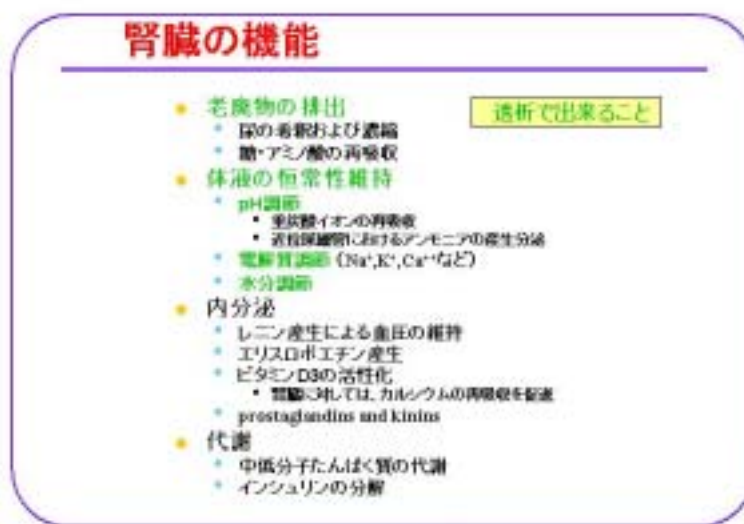 腎臓の機能
老廃物の排出
透析で出来ること
尿の希釈および濃縮
糖・アミノ酸の再吸収
体液の恒常性維持
pH調節
重炭酸イオンの再吸収
近位尿細管におけるアンモニアの産生分泌
電解質調節 (Na⁺,K⁺,Ca⁺⁺など)
水分調節
内分泌
レニン産生による血圧の維持
エリスロポエチン産生
ビタミンD3の活性化
腎臓に対しては、カルシウムの再吸収を促進
prostaglandins and kinins
代謝
中低分子たんぱく質の代謝
インシュリンの分解